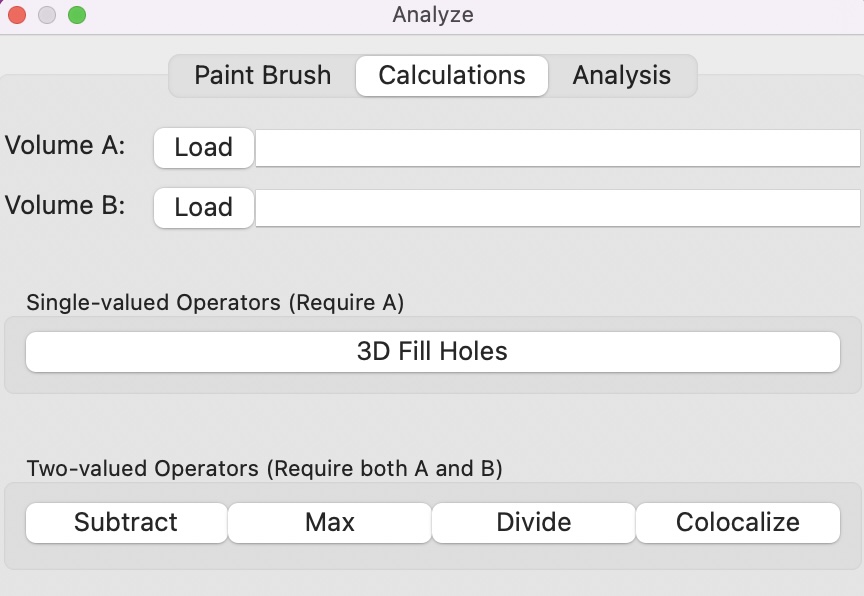 Analyze
Paint Brush Calculations Analysis
Volume A: Load
Volume B: Load
Single-valued Operators (Require A)
3D Fill Holes
Two-valued Operators (Require both A and B)
Subtract Max Divide Colocalize